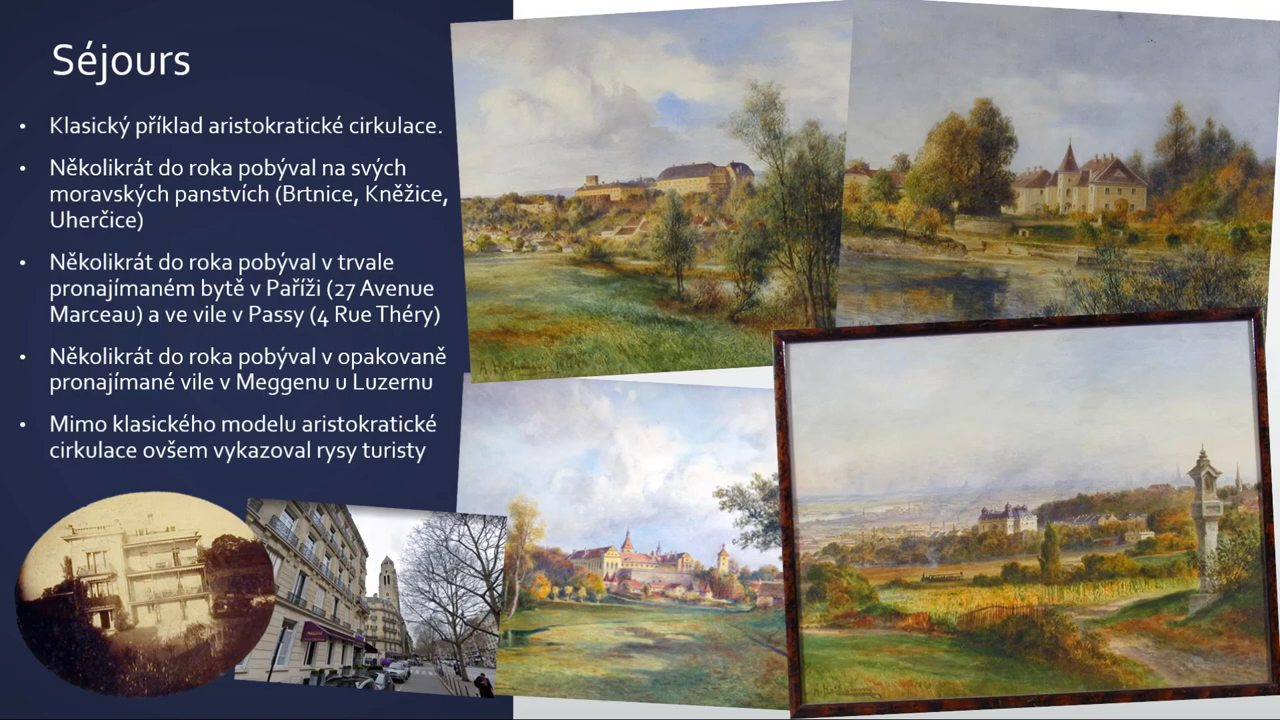 Séjours
• Klasický příklad aristokratické cirkulace.
• Několikrát do roka pobýval na svých
moravských panstvích (Brtnice, Kněžice,
Uherčice)
• Několikrát do roka pobýval v trvale
pronajímaném bytě v Paříži (27 Avenue
Marceau) a ve vile v Passy (4 Rue Théry)
• Několikrát do roka pobýval v opakovaně
pronajímané vile v Meggenu u Luzernu
• Mimo klasického modelu aristokratické
cirkulace ovšem vykazoval rysy turisty